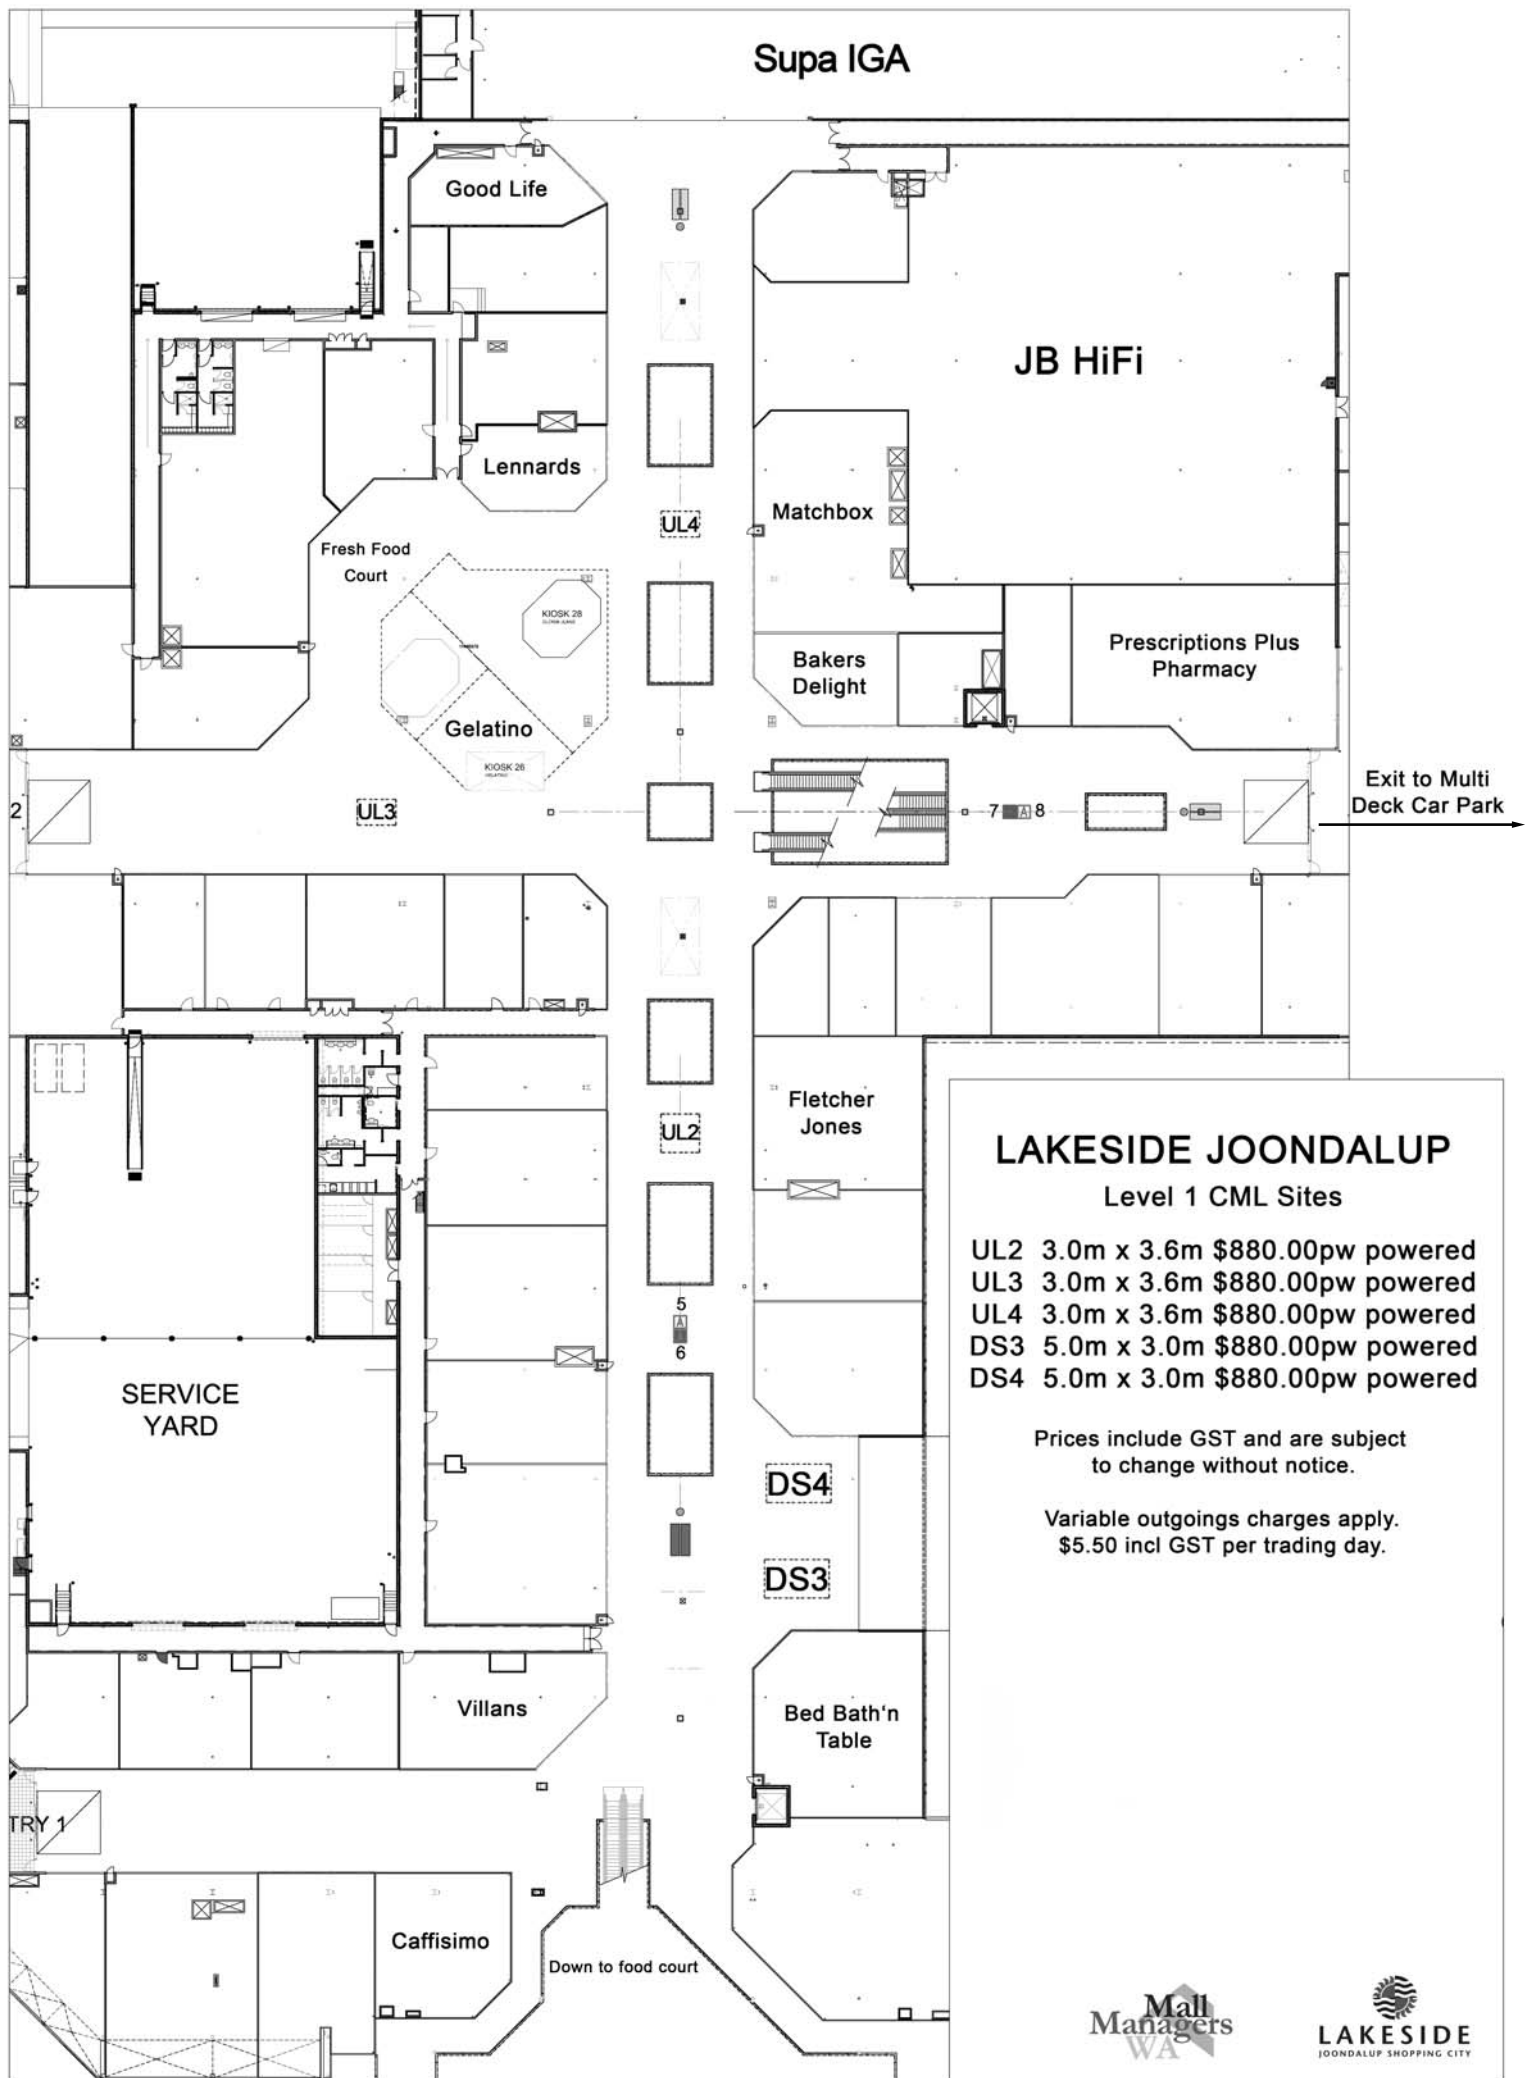 Supa IGA
Good Life
JB HiFi
Lennards
Matchbox
UL4
Fresh Food
Court
KIOSK 28
Bakers
Delight
Prescriptions Plus
Pharmacy
Gelatino
KIOSK 26
GELATINO
2
UL3
7 A 8
Exit to Multi
Deck Car Park
Fletcher
Jones
UL2
LAKESIDE JOONDALUP
Level 1 CML Sites
UL2 3.0m x 3.6m $880.00pw powered
UL3 3.0m x 3.6m $880.00pw powered
UL4 3.0m x 3.6m $880.00pw powered
DS3 5.0m x 3.0m $880.00pw powered
DS4 5.0m x 3.0m $880.00pw powered
Prices include GST and are subject
to change without notice.
Variable outgoings charges apply.
$5.50 incl GST per trading day.
5
A
6
SERVICE
YARD
DS4
DS3
Villans
Bed Bath'n
Table
TRY 1
Caffisimo
Down to food court
Mall
Managers
WA
LAKESIDE
JOONDALUP SHOPPING CITY